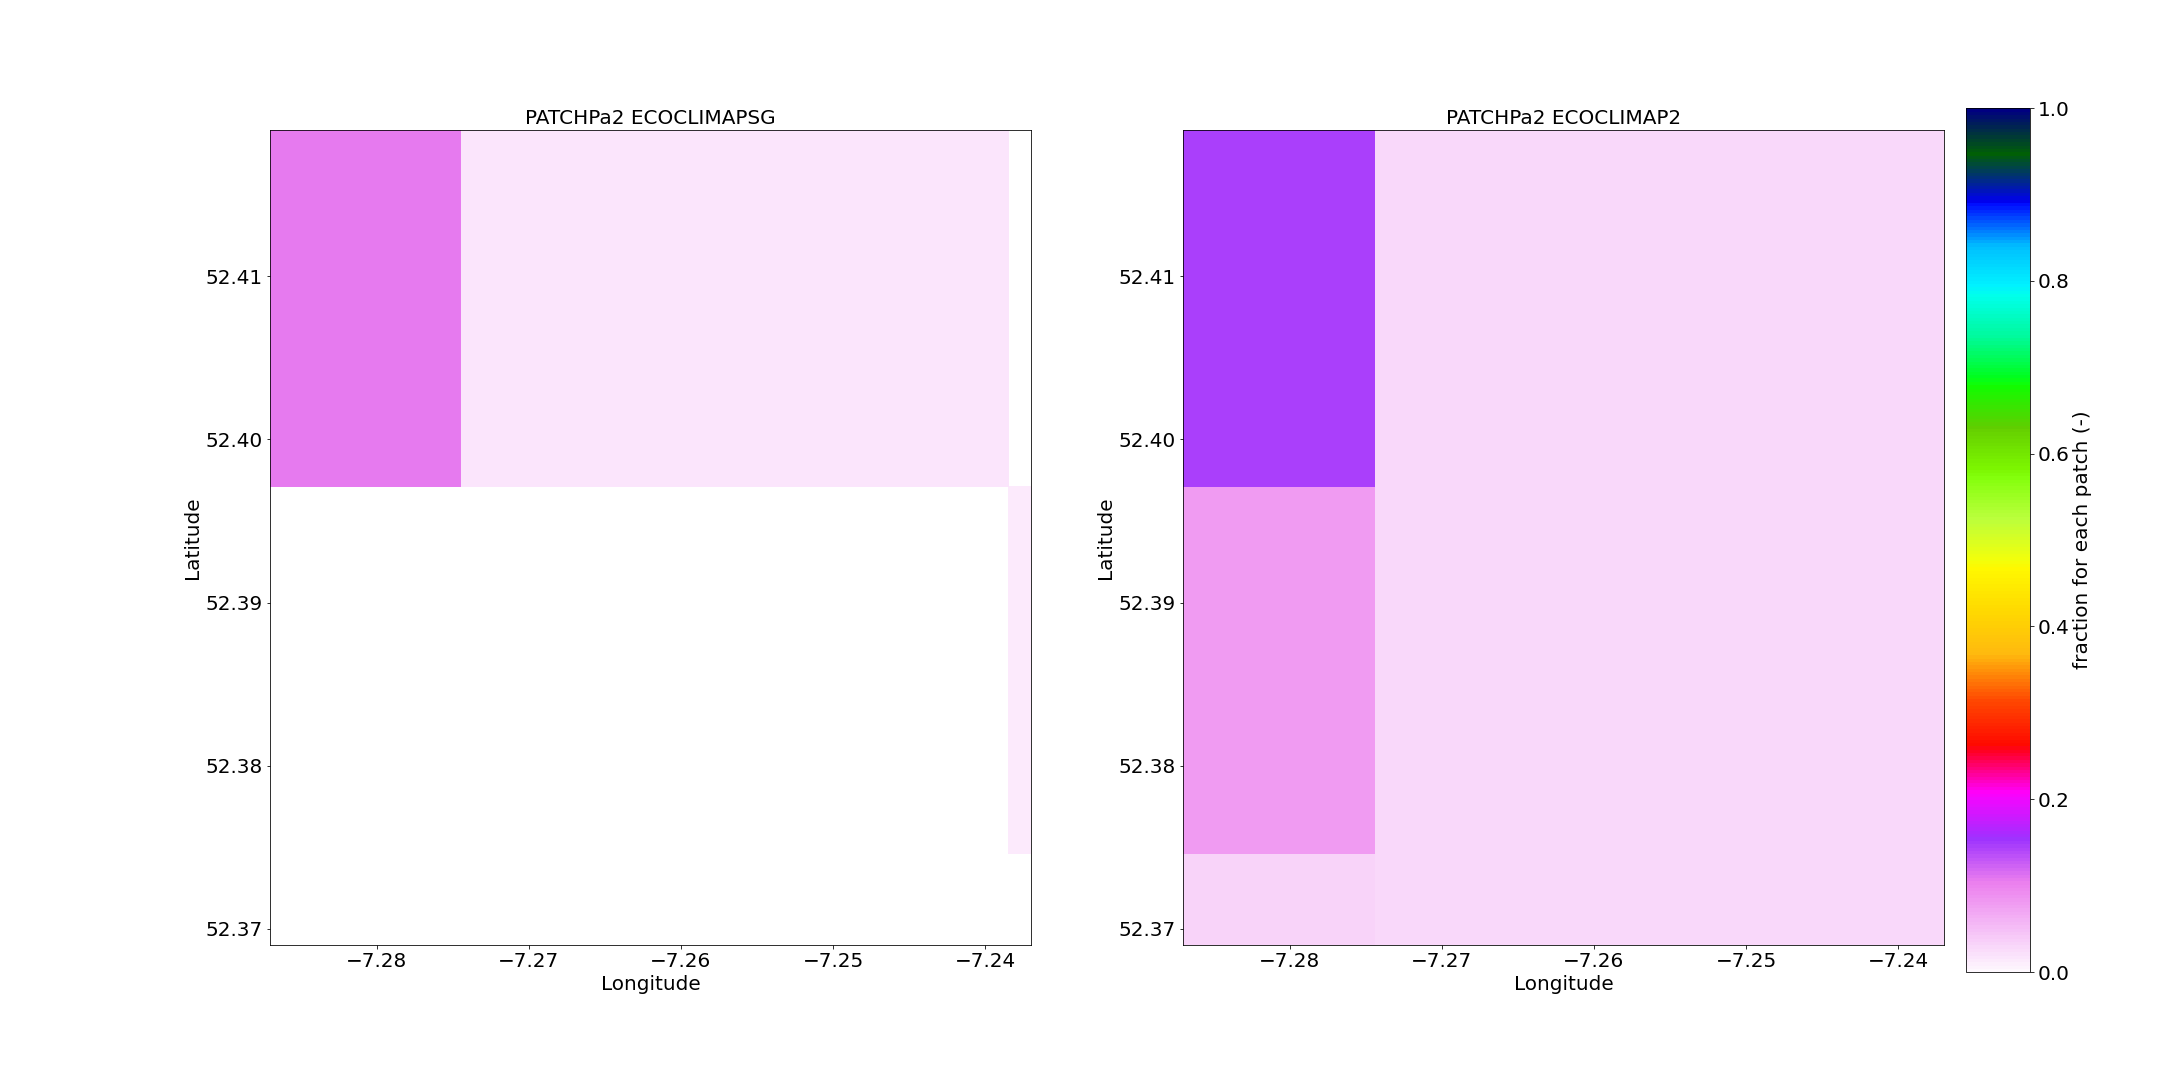 PATCHPa2 ECOCLIMAPSG
52.41
52.40
52.39
52.38
52.37
Latitude
−7.28 −7.27 −7.26 −7.25 −7.24
Longitude
PATCHPa2 ECOCLIMAP2
52.41
52.40
52.39
52.38
52.37
Latitude
−7.28 −7.27 −7.26 −7.25 −7.24
Longitude
1.0
0.8
0.6
0.4
0.2
0.0
fraction for each patch (-)